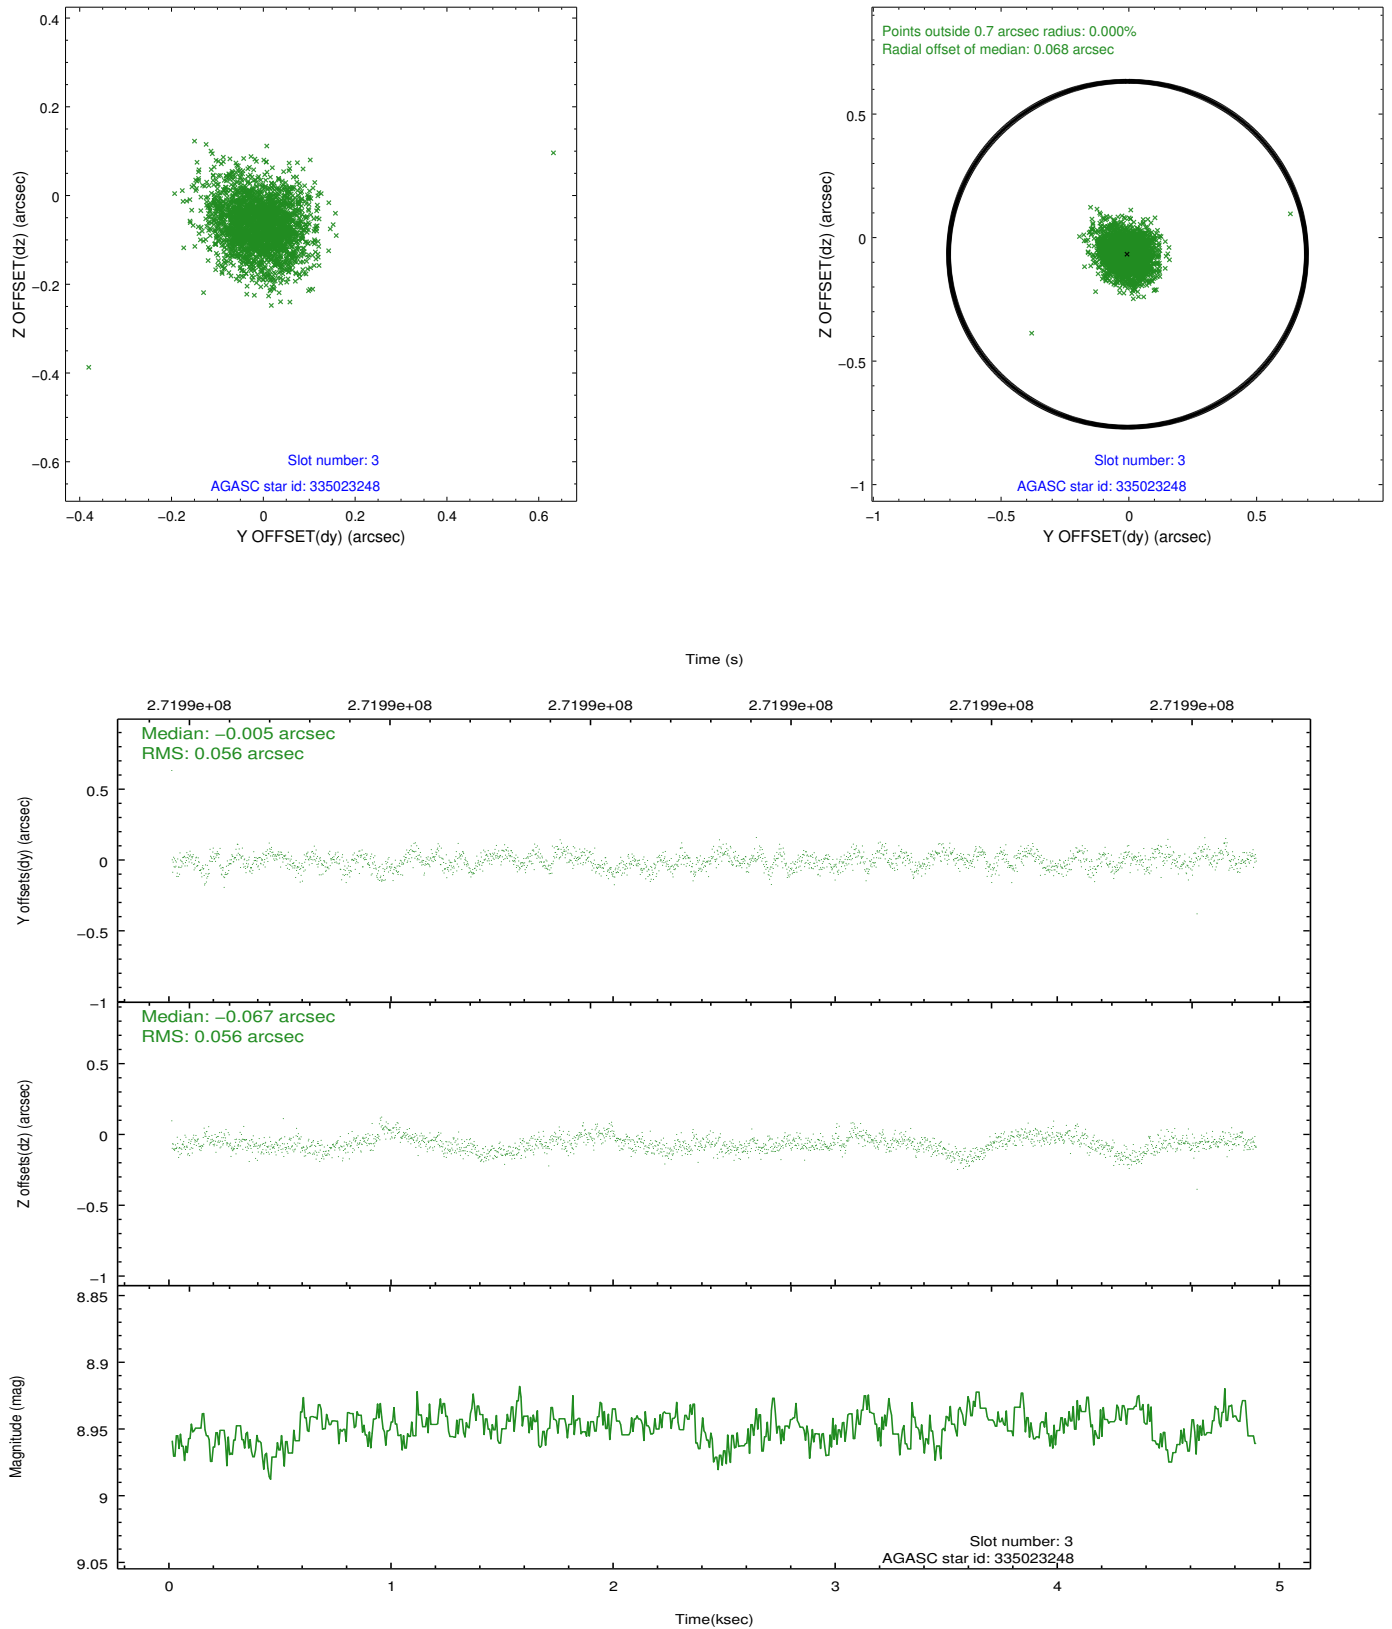 0.4
0.2
0
−0.2
−0.4
−0.6
Z OFFSET(dz) (arcsec)
Slot number: 3
AGASC star id: 335023248
−0.4 −0.2 0 0.2 0.4 0.6
Y OFFSET(dy) (arcsec)
Points outside 0.7 arcsec radius: 0.000%
Radial offset of median: 0.068 arcsec
0.5
0
−0.5
−1
Z OFFSET(dz) (arcsec)
Slot number: 3
AGASC star id: 335023248
−1 −0.5 0 0.5
Y OFFSET(dy) (arcsec)
Time (s)
2.7199e+08 2.7199e+08 2.7199e+08 2.7199e+08 2.7199e+08 2.7199e+08
Median: −0.005 arcsec
RMS: 0.056 arcsec
0.5
0
−0.5
−1
Y offsets(dy) (arcsec)
Median: −0.067 arcsec
RMS: 0.056 arcsec
0.5
0
−0.5
−1
Z offsets(dz) (arcsec)
8.85
8.9
8.95
9
9.05
Magnitude (mag)
Slot number: 3
AGASC star id: 335023248
0 1 2 3 4 5
Time(ksec)